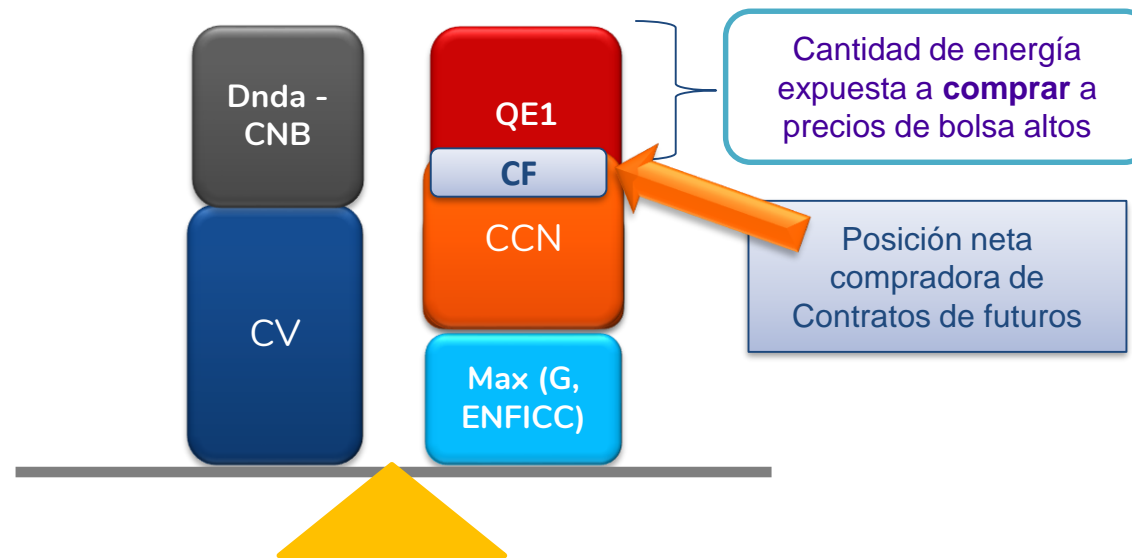 Dnda -
CNB
CV
QE1
CF
CCN
Max (G,
ENFICC)
Cantidad de energía
expuesta a comprar a
precios de bolsa altos
Posición neta
compradora de
Contratos de futuros